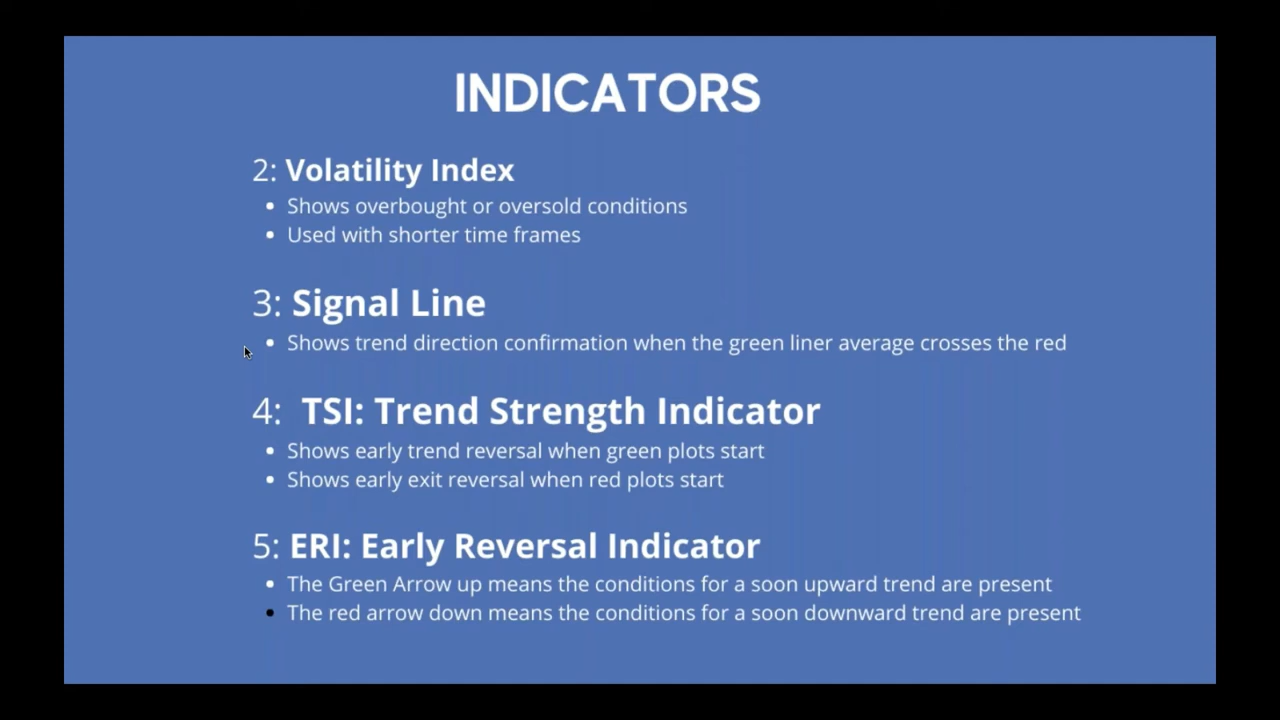 INDICATORS
2: Volatility Index
• Shows overbought or oversold conditions
• Used with shorter time frames
3: Signal Line
• Shows trend direction confirmation when the green liner average crosses the red
4: TSI: Trend Strength Indicator
• Shows early trend reversal when green plots start
• Shows early exit reversal when red plots start
5: ERI: Early Reversal Indicator
• The Green Arrow up means the conditions for a soon upward trend are present
• The red arrow down means the conditions for a soon downward trend are present